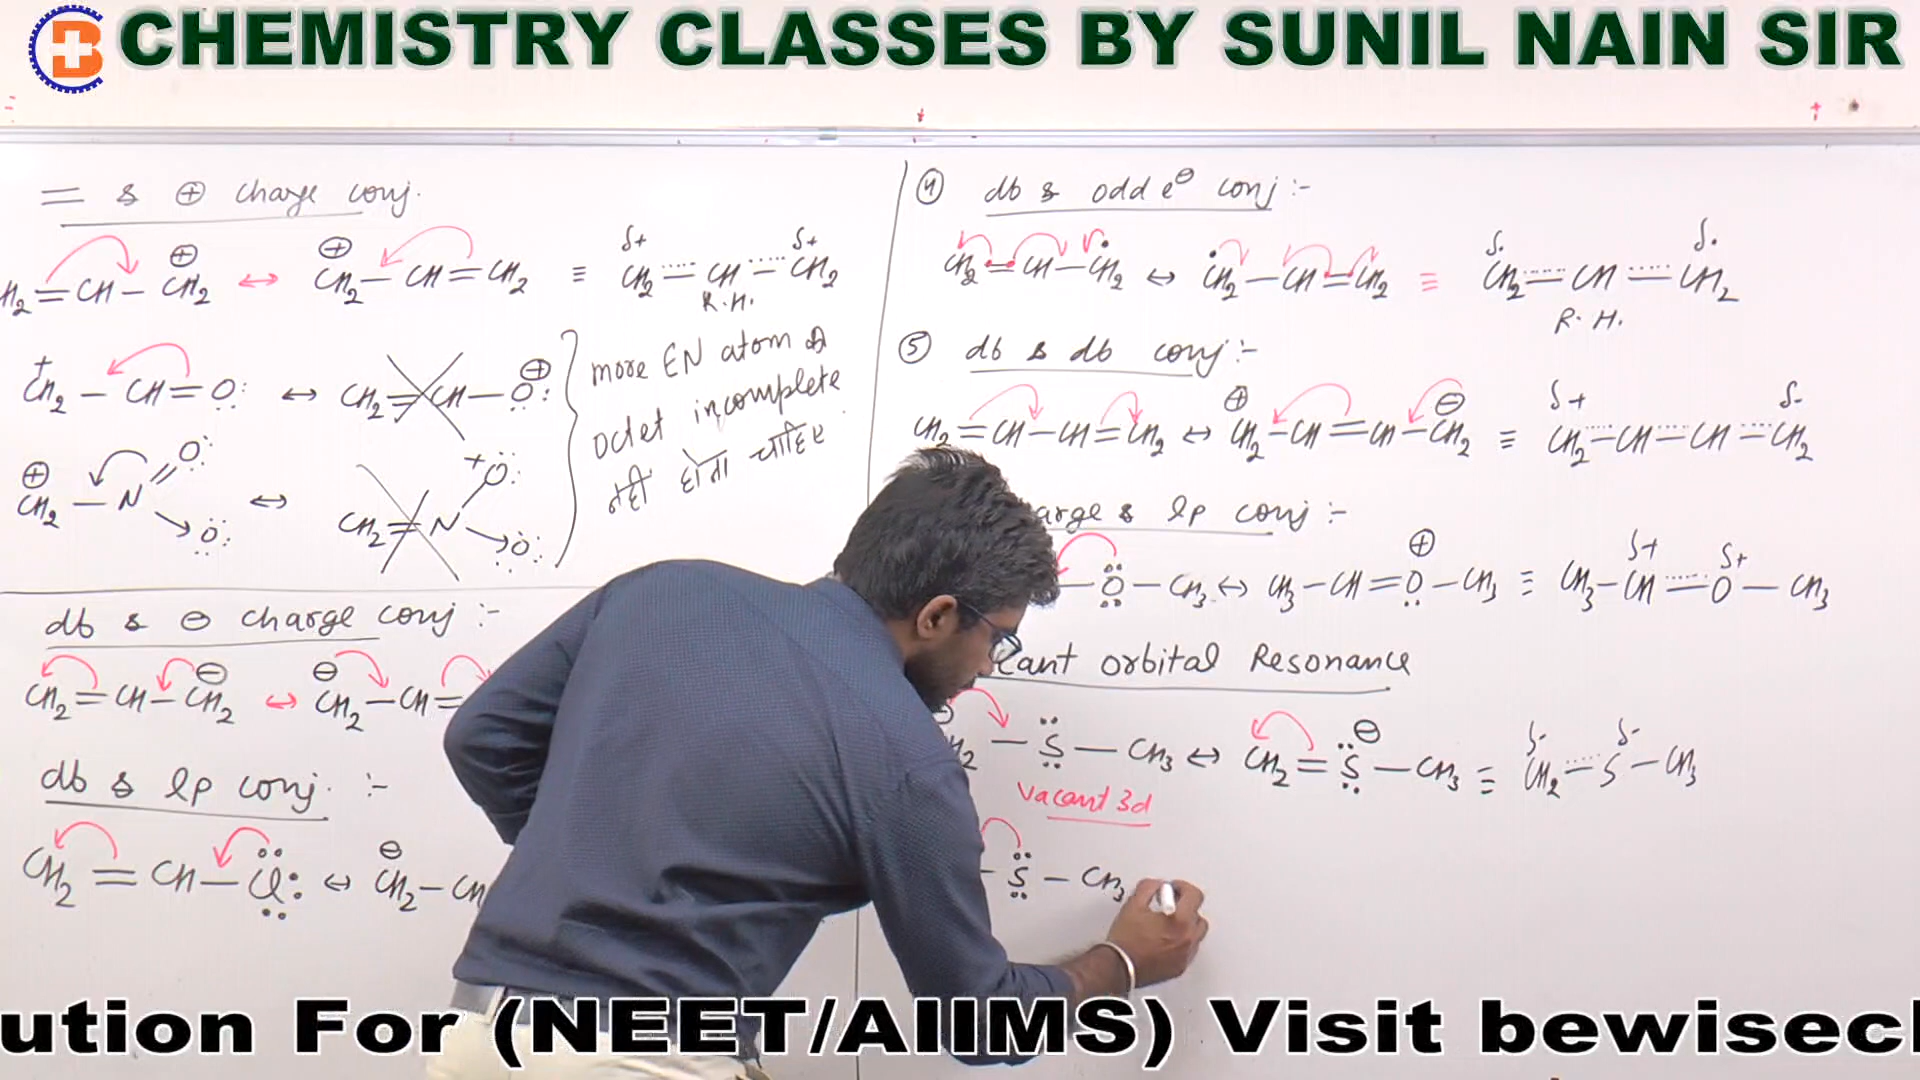 CHEMISTRY CLASSES BY SUNIL NAIN SIR
= & ⊕ charge conj.
H₂=CH-CH₂⊕ ↔ ⊕CH₂-CH=CH₂ ≡ δ+ CH₂=CH=CH₂ δ+
R.H.
+CH₂-CH=O: ↔ CH₂=CH-O:⊕
⊕CH₂-N=O: →O: ↔ CH₂=N-O:+ →O:
more EN atom का
octet incomplete
नहीं होना चाहिए
db & ⊖ charge conj :-
CH₂=CH-CH₂⊖ ↔ ⊖CH₂-CH=
db & lp conj. :-
CH₂=CH-Cl: ↔ ⊖CH₂-CH
④ db & odd e⊖ conj :-
CH₂=CH-CH₂• ↔ •CH₂-CH=CH₂ ≡ δ• CH₂=CH=CH₂ δ•
R.H.
⑤ db & db conj :-
CH₂=CH-CH=CH₂ ↔ ⊕CH₂-CH=CH-CH₂⊖ ≡ δ+ CH₂-CH-CH-CH₂ δ-
arge & lp conj :-
-O-CH₃ ↔ CH₃-CH=O⊕-CH₃ ≡ CH₃-CH=O-CH₃ δ+ δ+
cant orbital Resonance
H₂-S-CH₃ ↔ CH₂=S⊖-CH₃ ≡ δ- CH₂=S-CH₃ δ-
Vacant 3d
-S-CH₃
ution For (NEET/AIIMS) Visit bewisecl